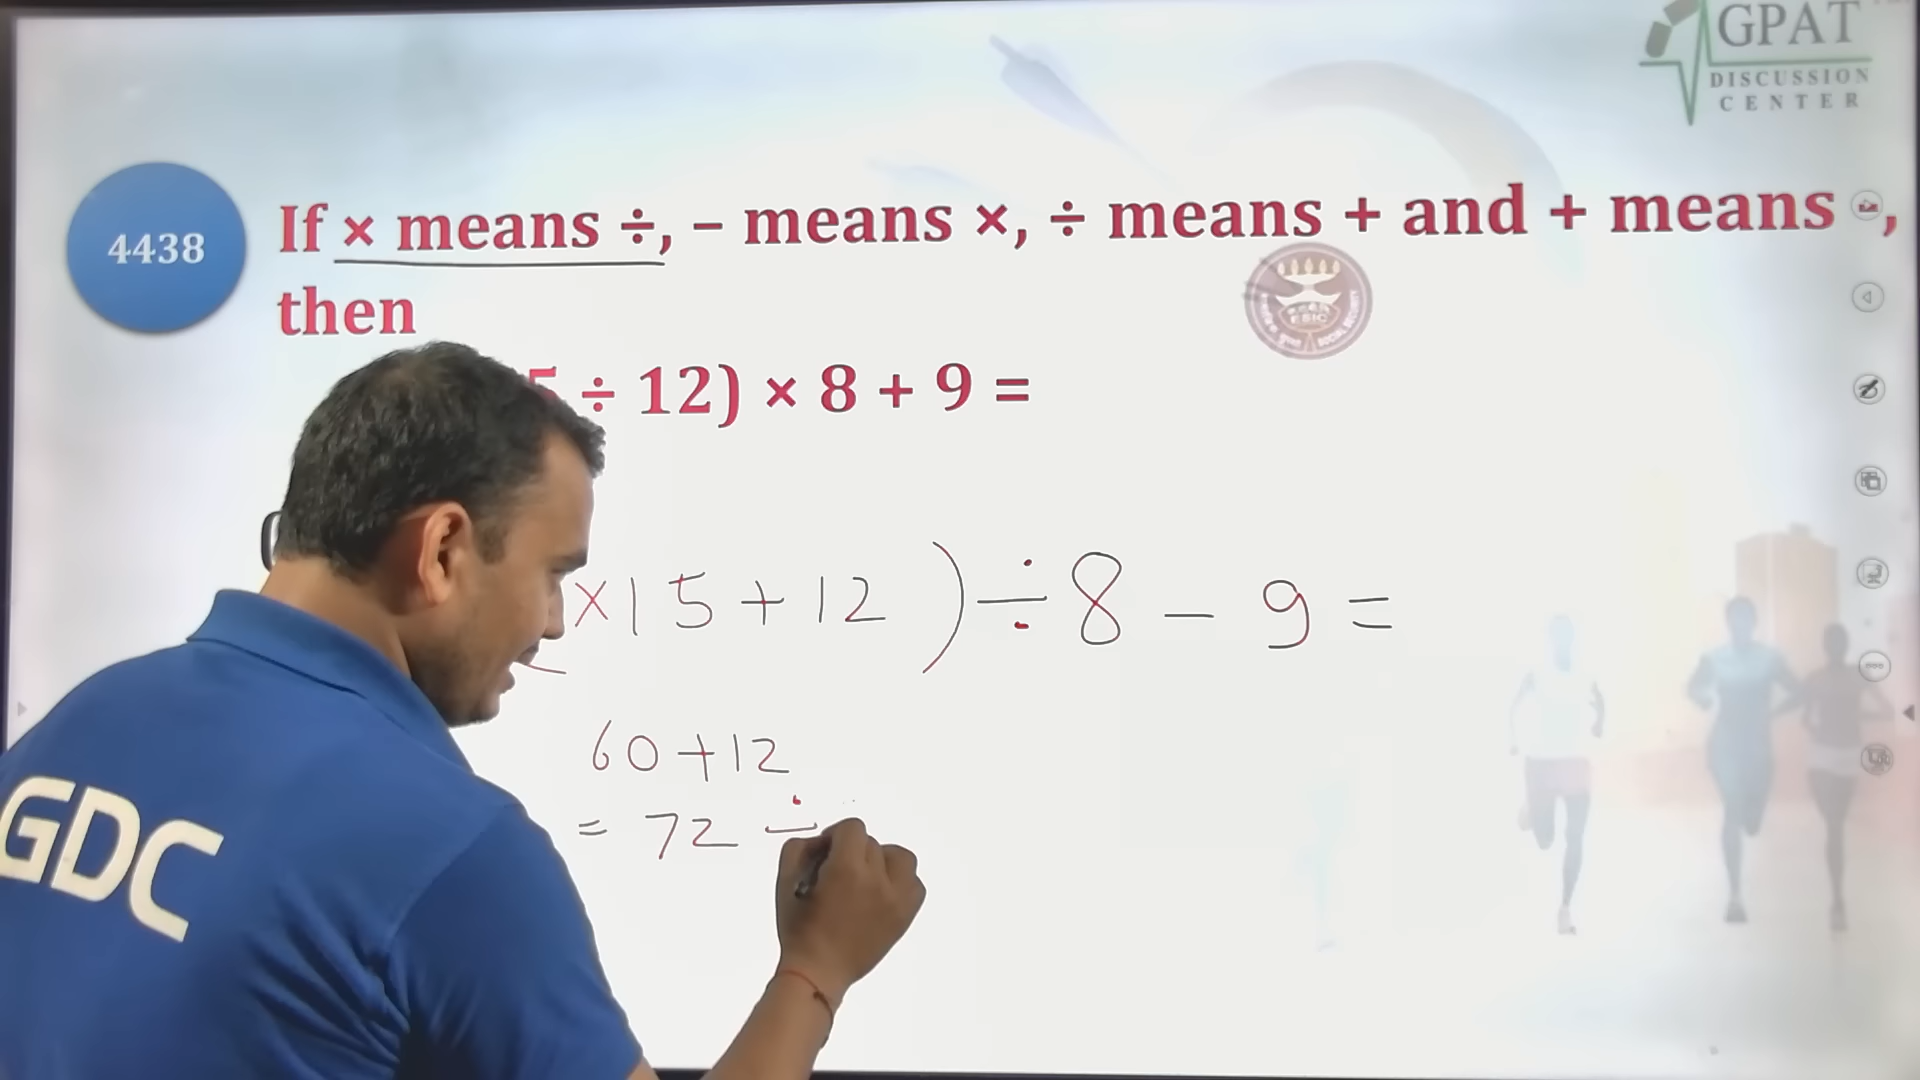 GPAT
DISCUSSION
CENTER
4438
If × means ÷, – means ×, ÷ means + and + means -,
then
5 ÷ 12) × 8 + 9 =
ESIC
×15+12) ÷ 8 - 9 =
60+12
= 72 ÷
GDC